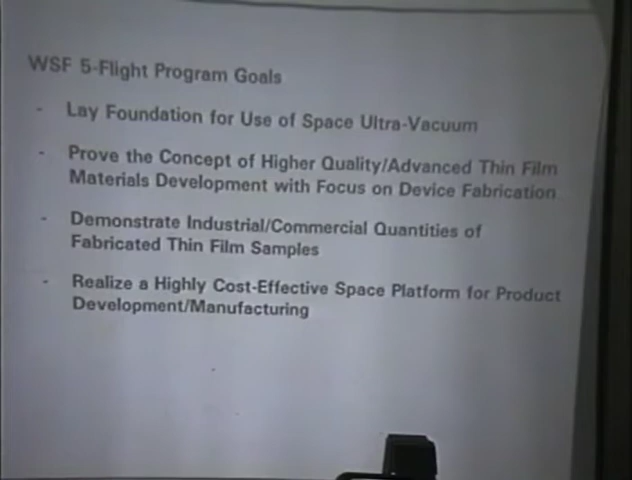 WSF 5-Flight Program Goals
- Lay Foundation for Use of Space Ultra-Vacuum
- Prove the Concept of Higher Quality/Advanced Thin Film
Materials Development with Focus on Device Fabrication
- Demonstrate Industrial/Commercial Quantities of
Fabricated Thin Film Samples
- Realize a Highly Cost-Effective Space Platform for Product
Development/Manufacturing